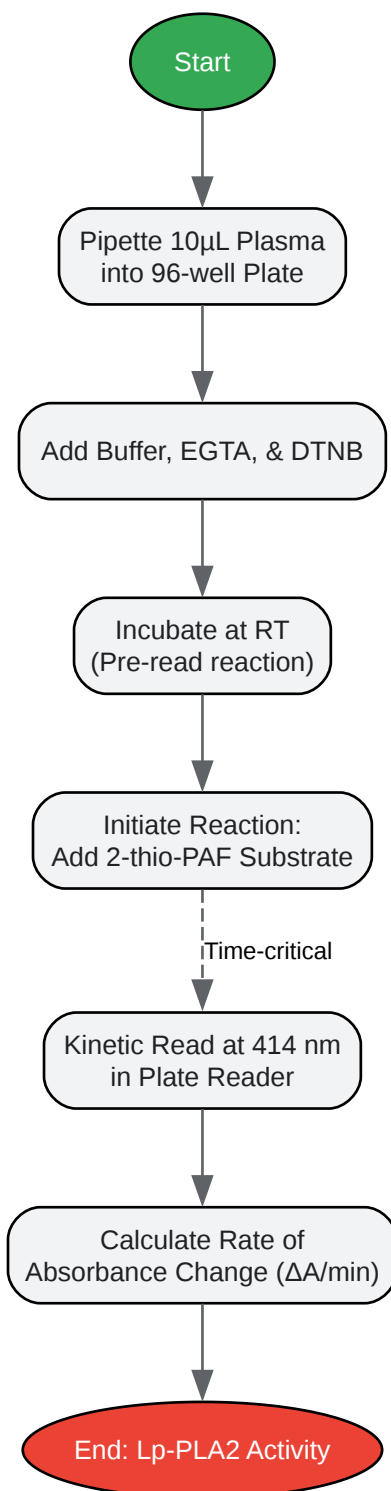 Start
Pipette 10µL Plasma
into 96-well Plate
Add Buffer, EGTA, & DTNB
Incubate at RT
(Pre-read reaction)
Initiate Reaction:
Add 2-thio-PAF Substrate
Time-critical
Kinetic Read at 414 nm
in Plate Reader
Calculate Rate of
Absorbance Change (ΔA/min)
End: Lp-PLA2 Activity